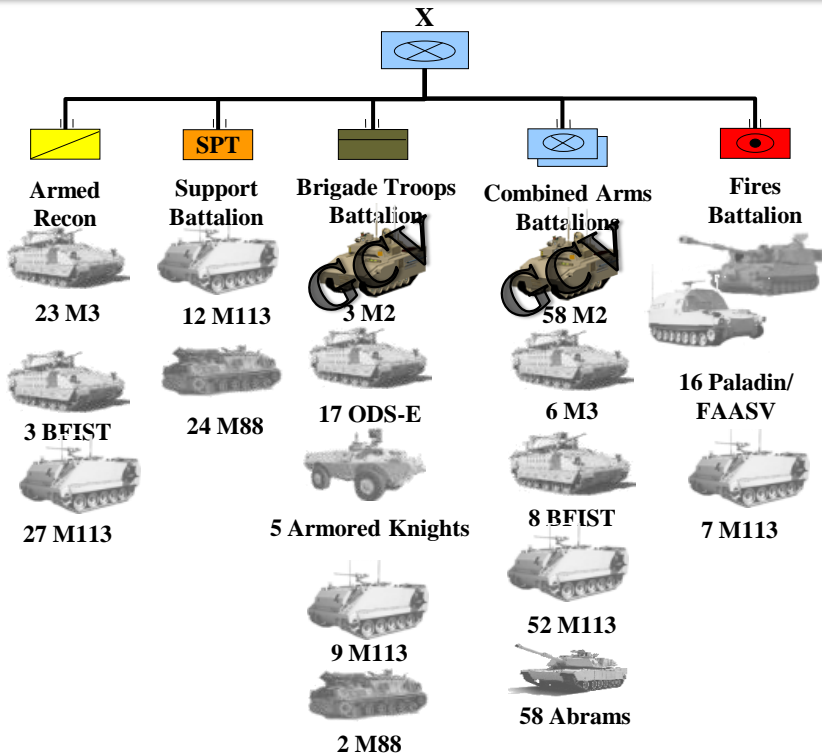 X
SPT
Armed
Recon
23 M3
3 BFIST
27 M113
Support
Battalion
12 M113
24 M88
Brigade Troops
Battalion
GCV
3 M2
17 ODS-E
5 Armored Knights
9 M113
2 M88
Combined Arms
Battalions
GCV
58 M2
6 M3
8 BFIST
52 M113
58 Abrams
Fires
Battalion
16 Paladin/
FAASV
7 M113